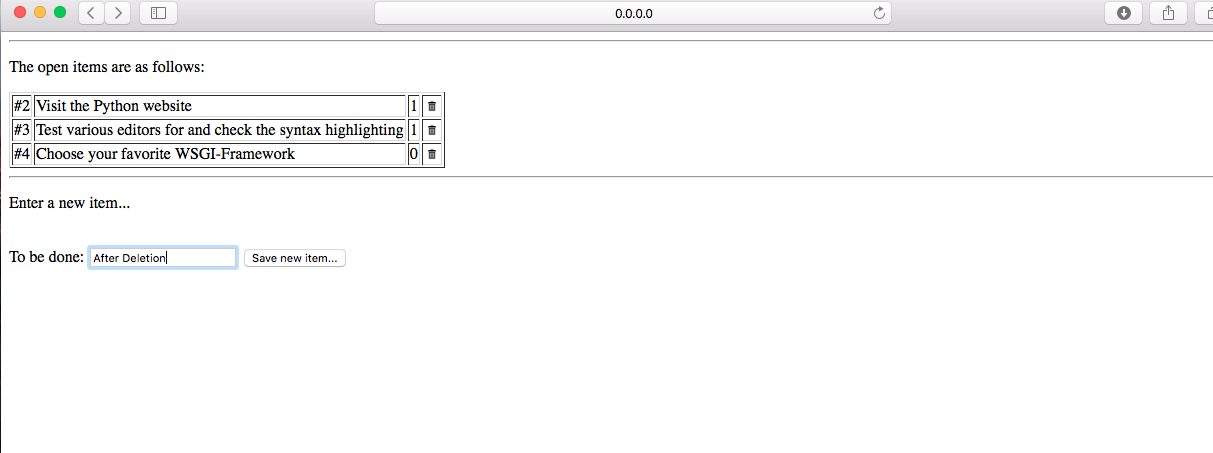 0.0.0.0
The open items are as follows:
#2 Visit the Python website 1
#3 Test various editors for and check the syntax highlighting 1
#4 Choose your favorite WSGI-Framework 0
Enter a new item...
To be done: After Deletion Save new item...